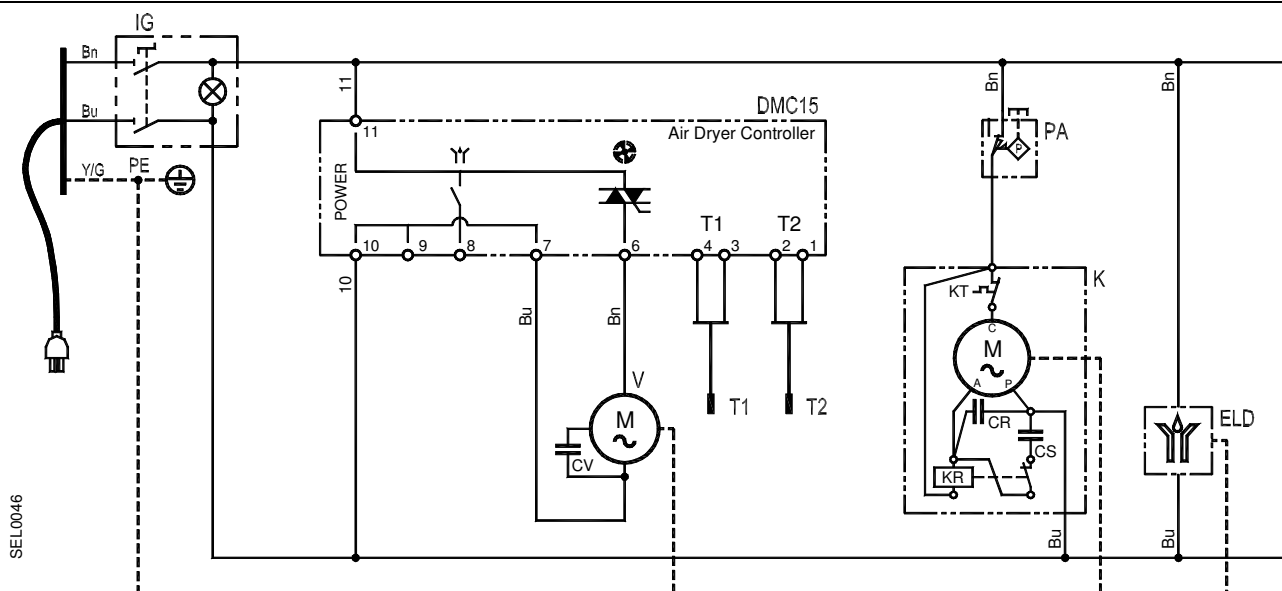 IG
Bn
Bu
Y/G
PE
11
11
DMC15
Air Dryer Controller
POWER
10
9
8
7
6
T1
4
3
T2
2
1
10
Bu
Bn
V
M
CV
T1
T2
Bn
PA
P
K
KT
C
M
A
P
CR
CS
KR
Bu
Bn
ELD
Bu
SEL0046